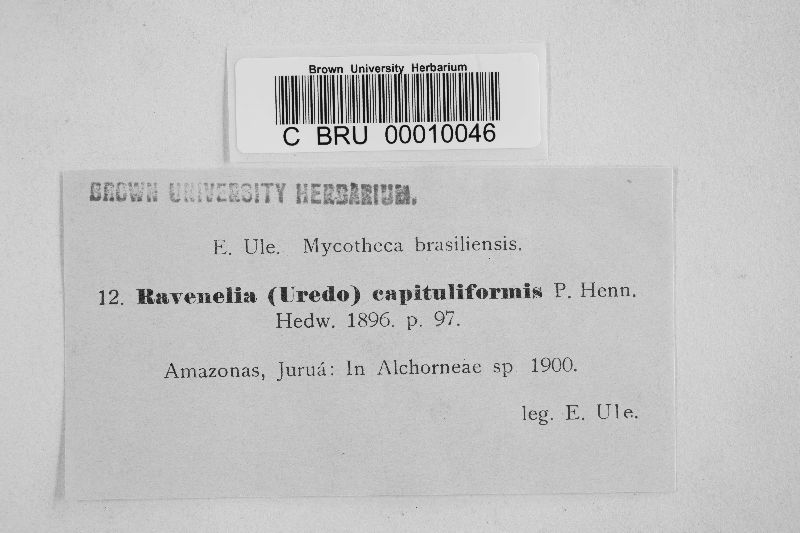 Brown University Herbarium
C BRU 00010046
BROWN UNIVERSITY HERBARIUM.
E. Ule. Mycotheca brasiliensis.
12. Ravenelia (Uredo) capituliformis P. Henn.
Hedw. 1896. p. 97.
Amazonas, Juruá: In Alchorneae sp. 1900.
leg. E. Ule.